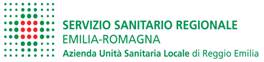 SERVIZIO SANITARIO REGIONALE
EMILIA-ROMAGNA
Azienda Unità Sanitaria Locale di Reggio Emilia